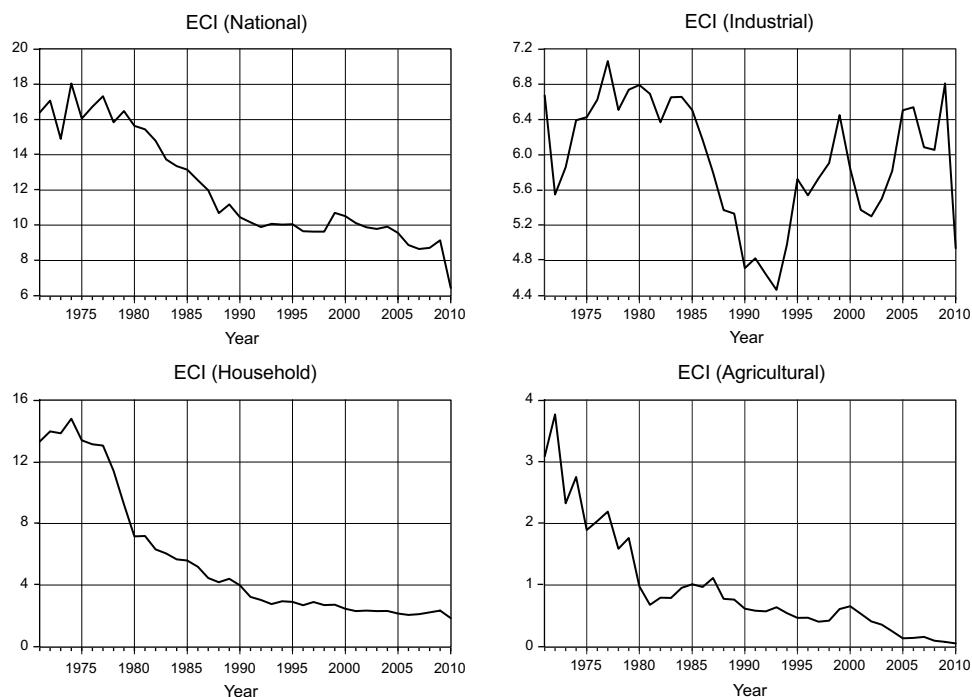 ECI (National)
20
18
16
14
12
10
8
6
1975 1980 1985 1990 1995 2000 2005 2010
Year
ECI (Industrial)
7.2
6.8
6.4
6.0
5.6
5.2
4.8
4.4
1975 1980 1985 1990 1995 2000 2005 2010
Year
ECI (Household)
16
12
8
4
0
1975 1980 1985 1990 1995 2000 2005 2010
Year
ECI (Agricultural)
4
3
2
1
0
1975 1980 1985 1990 1995 2000 2005 2010
Year